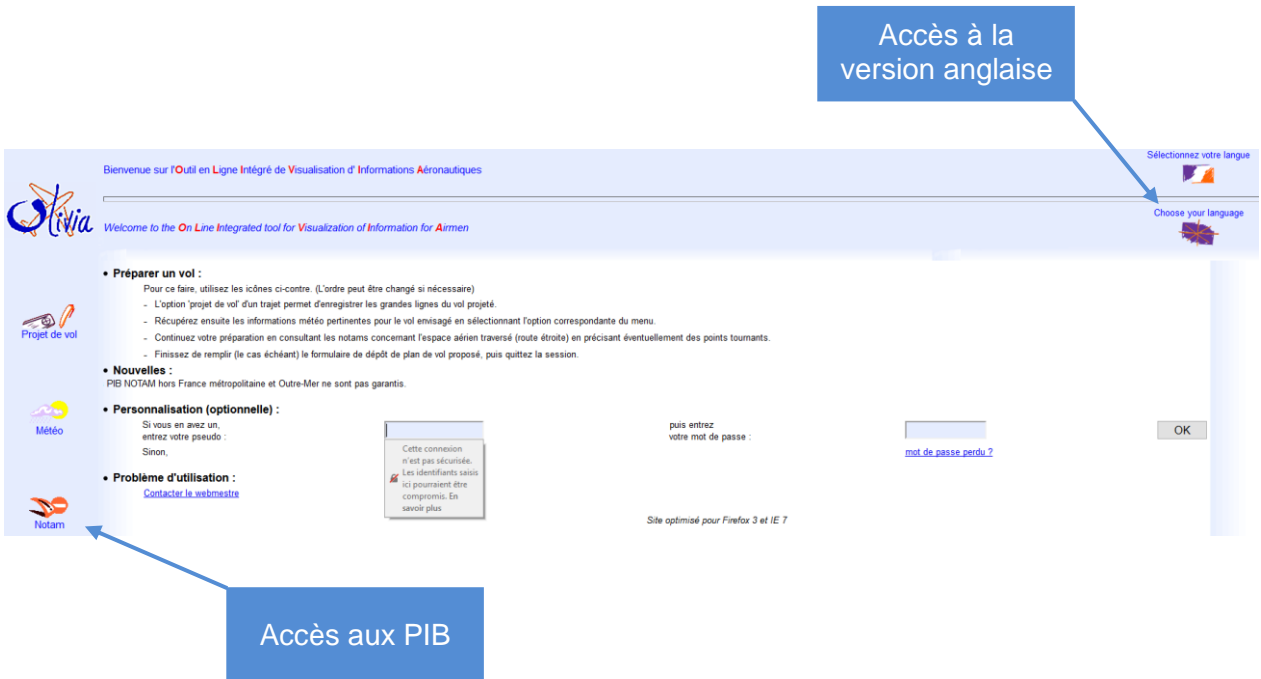 Accès à la
version anglaise
Sélectionnez votre langue
Bienvenue sur l'Outil en Ligne Intégré de Visualisation d' Informations Aéronautiques
Olivia
Choose your language
Welcome to the On Line Integrated tool for Visualization of Information for Airmen
• Préparer un vol :
Pour ce faire, utilisez les icônes ci-contre. (L'ordre peut être changé si nécessaire)
- L'option 'projet de vol' d'un trajet permet d'enregistrer les grandes lignes du vol projeté.
- Récupérez ensuite les informations météo pertinentes pour le vol envisagé en sélectionnant l'option correspondante du menu.
Projet de vol
- Continuez votre préparation en consultant les notams concernant l'espace aérien traversé (route étroite) en précisant éventuellement des points tournants.
- Finissez de remplir (le cas échéant) le formulaire de dépôt de plan de vol proposé, puis quittez la session.
• Nouvelles :
PIB NOTAM hors France métropolitaine et Outre-Mer ne sont pas garantis.
• Personnalisation (optionnelle) :
Météo
Si vous en avez un,
entrez votre pseudo :
puis entrez
votre mot de passe :
OK
Sinon,
mot de passe perdu ?
Cette connexion
n'est pas sécurisée.
Les identifiants saisis
ici pourraient être
compromis. En
savoir plus
• Problème d'utilisation :
Contacter le webmestre
Notam
Site optimisé pour Firefox 3 et IE 7
Accès aux PIB